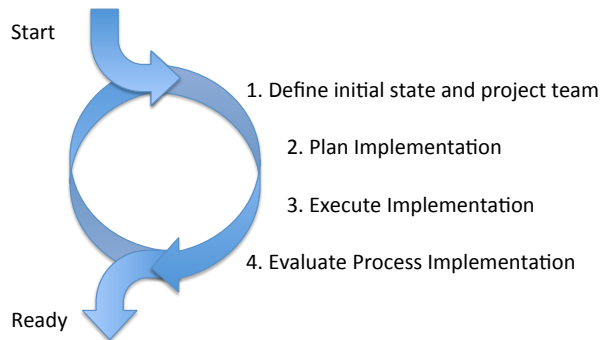 Start
1. Define initial state and project team
2. Plan Implementation
3. Execute Implementation
4. Evaluate Process Implementation
Ready